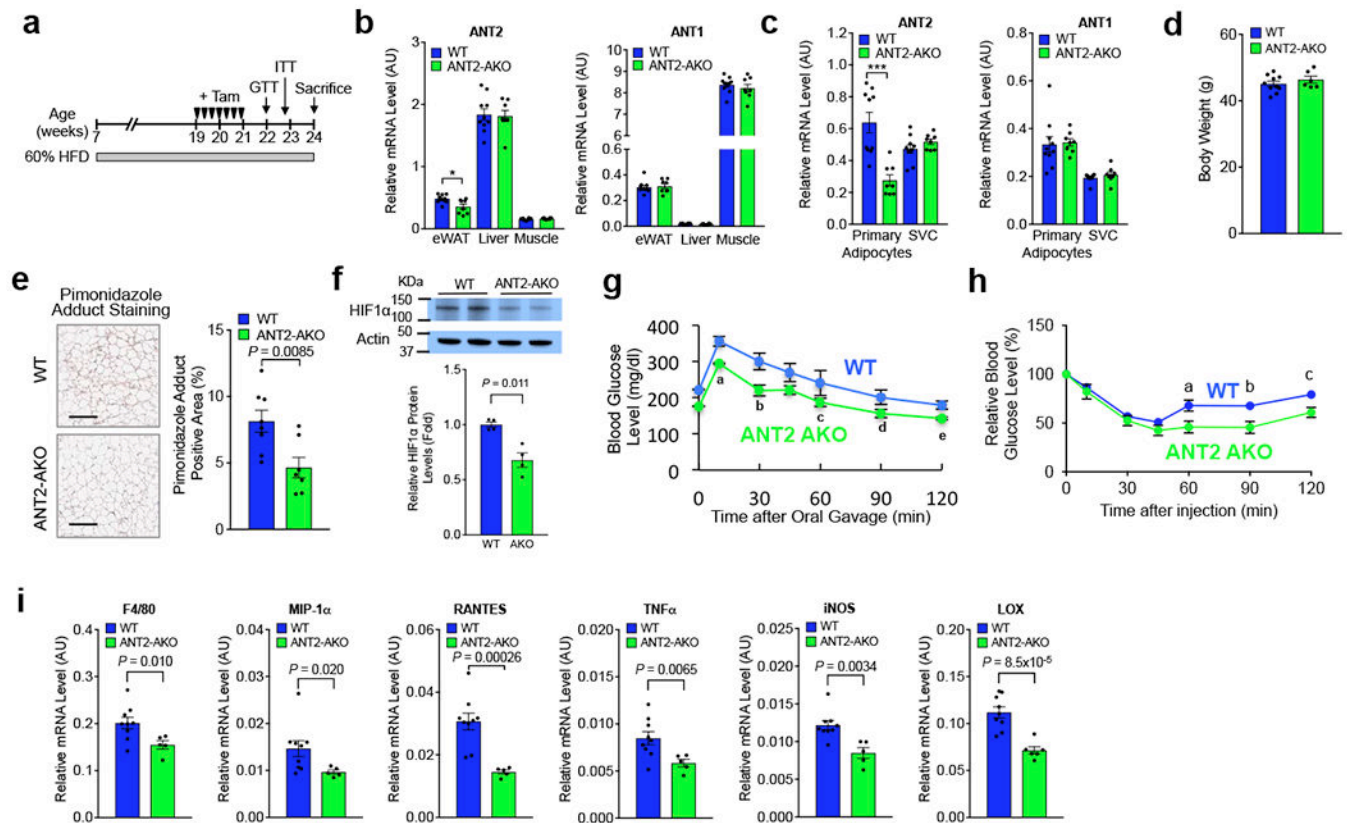 a
+ Tam
ITT
GTT
Sacrifice
Age
(weeks)
7
19 20 21 22 23 24
60% HFD
b
ANT2
WT
ANT2-AKO
Relative mRNA Level (AU)
3
2
1
0
*
eWAT Liver Muscle
ANT1
WT
ANT2-AKO
Relative mRNA Level (AU)
11
10
9
8
7
6
0.6
0.4
0.2
0.0
eWAT Liver Muscle
c
ANT2
WT
ANT2-AKO
Relative mRNA Level (AU)
1.2
1.0
0.8
0.6
0.4
0.2
0.0
***
Primary SVC
Adipocytes
ANT1
WT
ANT2-AKO
0.8
0.6
0.4
0.2
0.2
Primary SVC
Adipocytes
d
WT
ANT2-AKO
Body Weight (g)
60
40
20
0
e
Pimonidazole
Adduct Staining
WT
ANT2-AKO
WT
ANT2-AKO
P = 0.0085
Pimonidazole Adduct
Positive Area (%)
15
10
5
0
f
KDa
WT ANT2-AKO
HIF1α
150
100
Actin
50
37
Relative HIF1α Protein
Levels (Fold)
1.5
1.0
0.5
0.0
P = 0.011
WT AKO
g
Blood Glucose
Level (mg/dl)
400
300
200
100
0
WT
ANT2 AKO
a
b
c
d
e
0 30 60 90 120
Time after Oral Gavage (min)
h
Relative Blood
Glucose Level (%)
150
100
50
0
a
WT
b
c
ANT2 AKO
0 30 60 90 120
Time after injection (min)
i
F4/80
WT
ANT2-AKO
P = 0.010
Relative mRNA Level (AU)
0.4
0.3
0.2
0.1
0.0
MIP-1α
WT
ANT2-AKO
P = 0.020
Relative mRNA Level (AU)
0.04
0.03
0.02
0.01
0.00
RANTES
WT
ANT2-AKO
P = 0.00026
Relative mRNA Level (AU)
0.06
0.04
0.02
0.00
TNFα
WT
ANT2-AKO
P = 0.0065
Relative mRNA Level (AU)
0.020
0.015
0.010
0.005
0.000
iNOS
WT
ANT2-AKO
P = 0.0034
Relative mRNA Level (AU)
0.025
0.020
0.015
0.010
0.005
0.000
LOX
WT
ANT2-AKO
P = 8.5x10-5
Relative mRNA Level (AU)
0.20
0.15
0.10
0.05
0.00